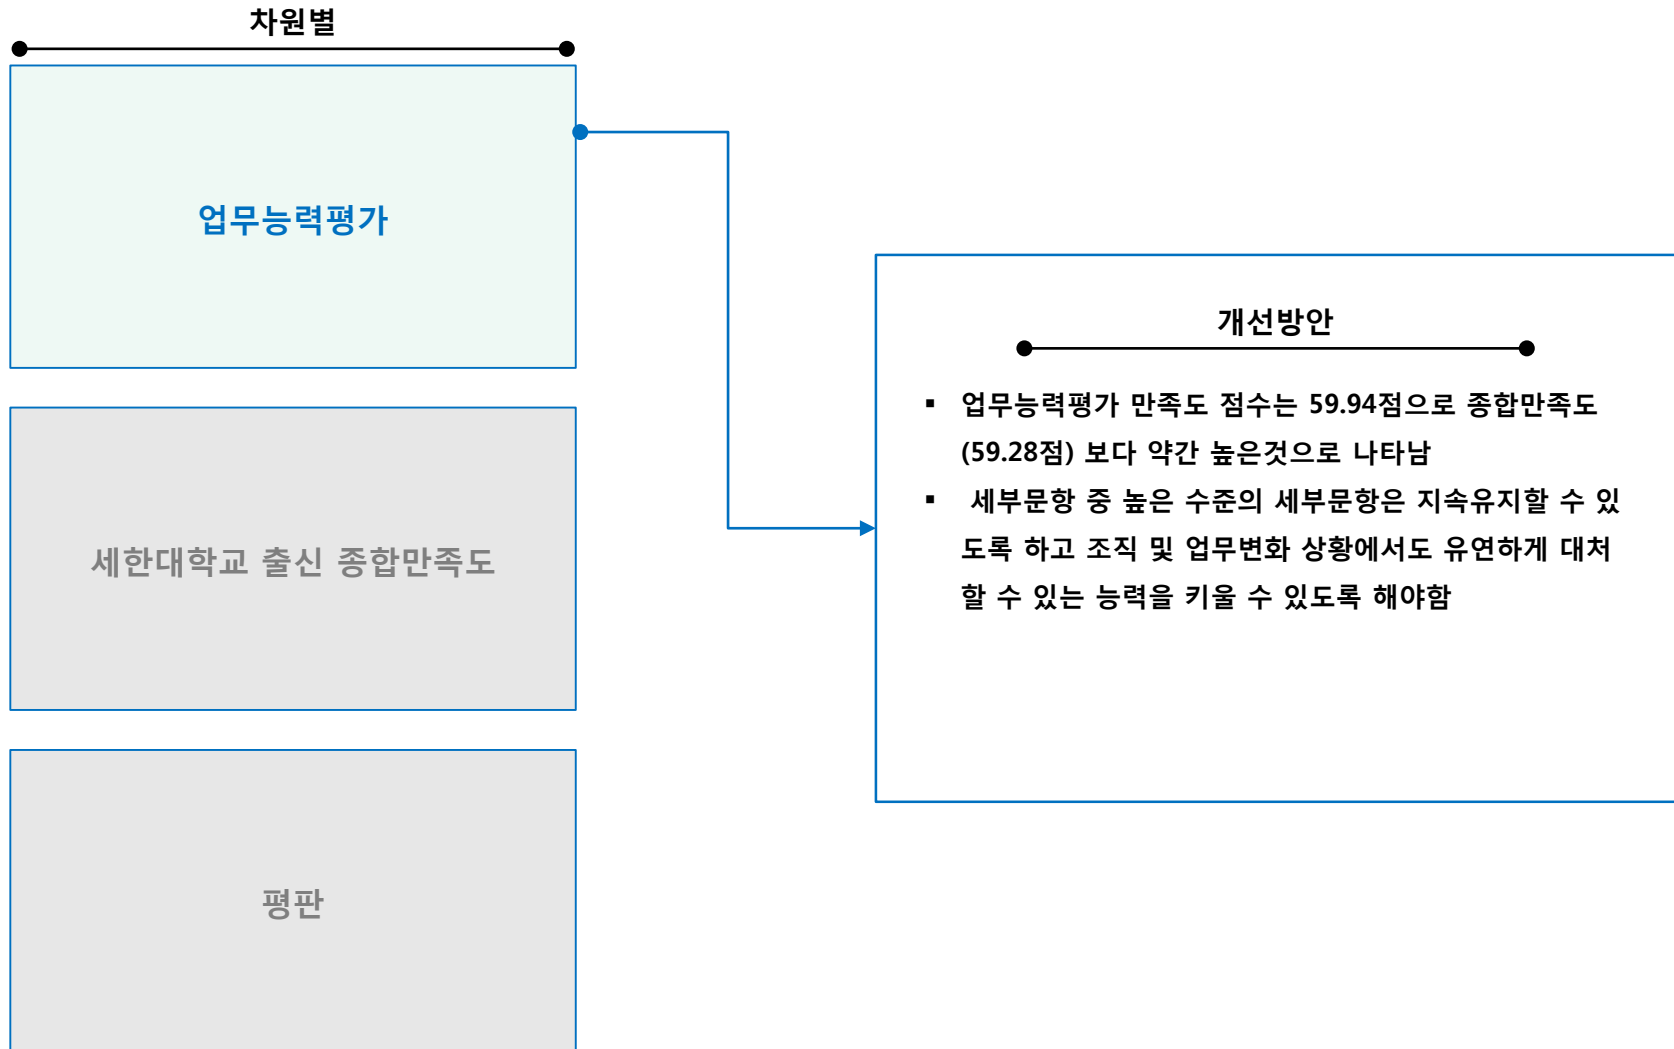 차원별
업무능력평가
세한대학교 출신 종합만족도
평판
개선방안
▪ 업무능력평가 만족도 점수는 59.94점으로 종합만족도
(59.28점) 보다 약간 높은것으로 나타남
▪ 세부문항 중 높은 수준의 세부문항은 지속유지할 수 있
도록 하고 조직 및 업무변화 상황에서도 유연하게 대처
할 수 있는 능력을 키울 수 있도록 해야함